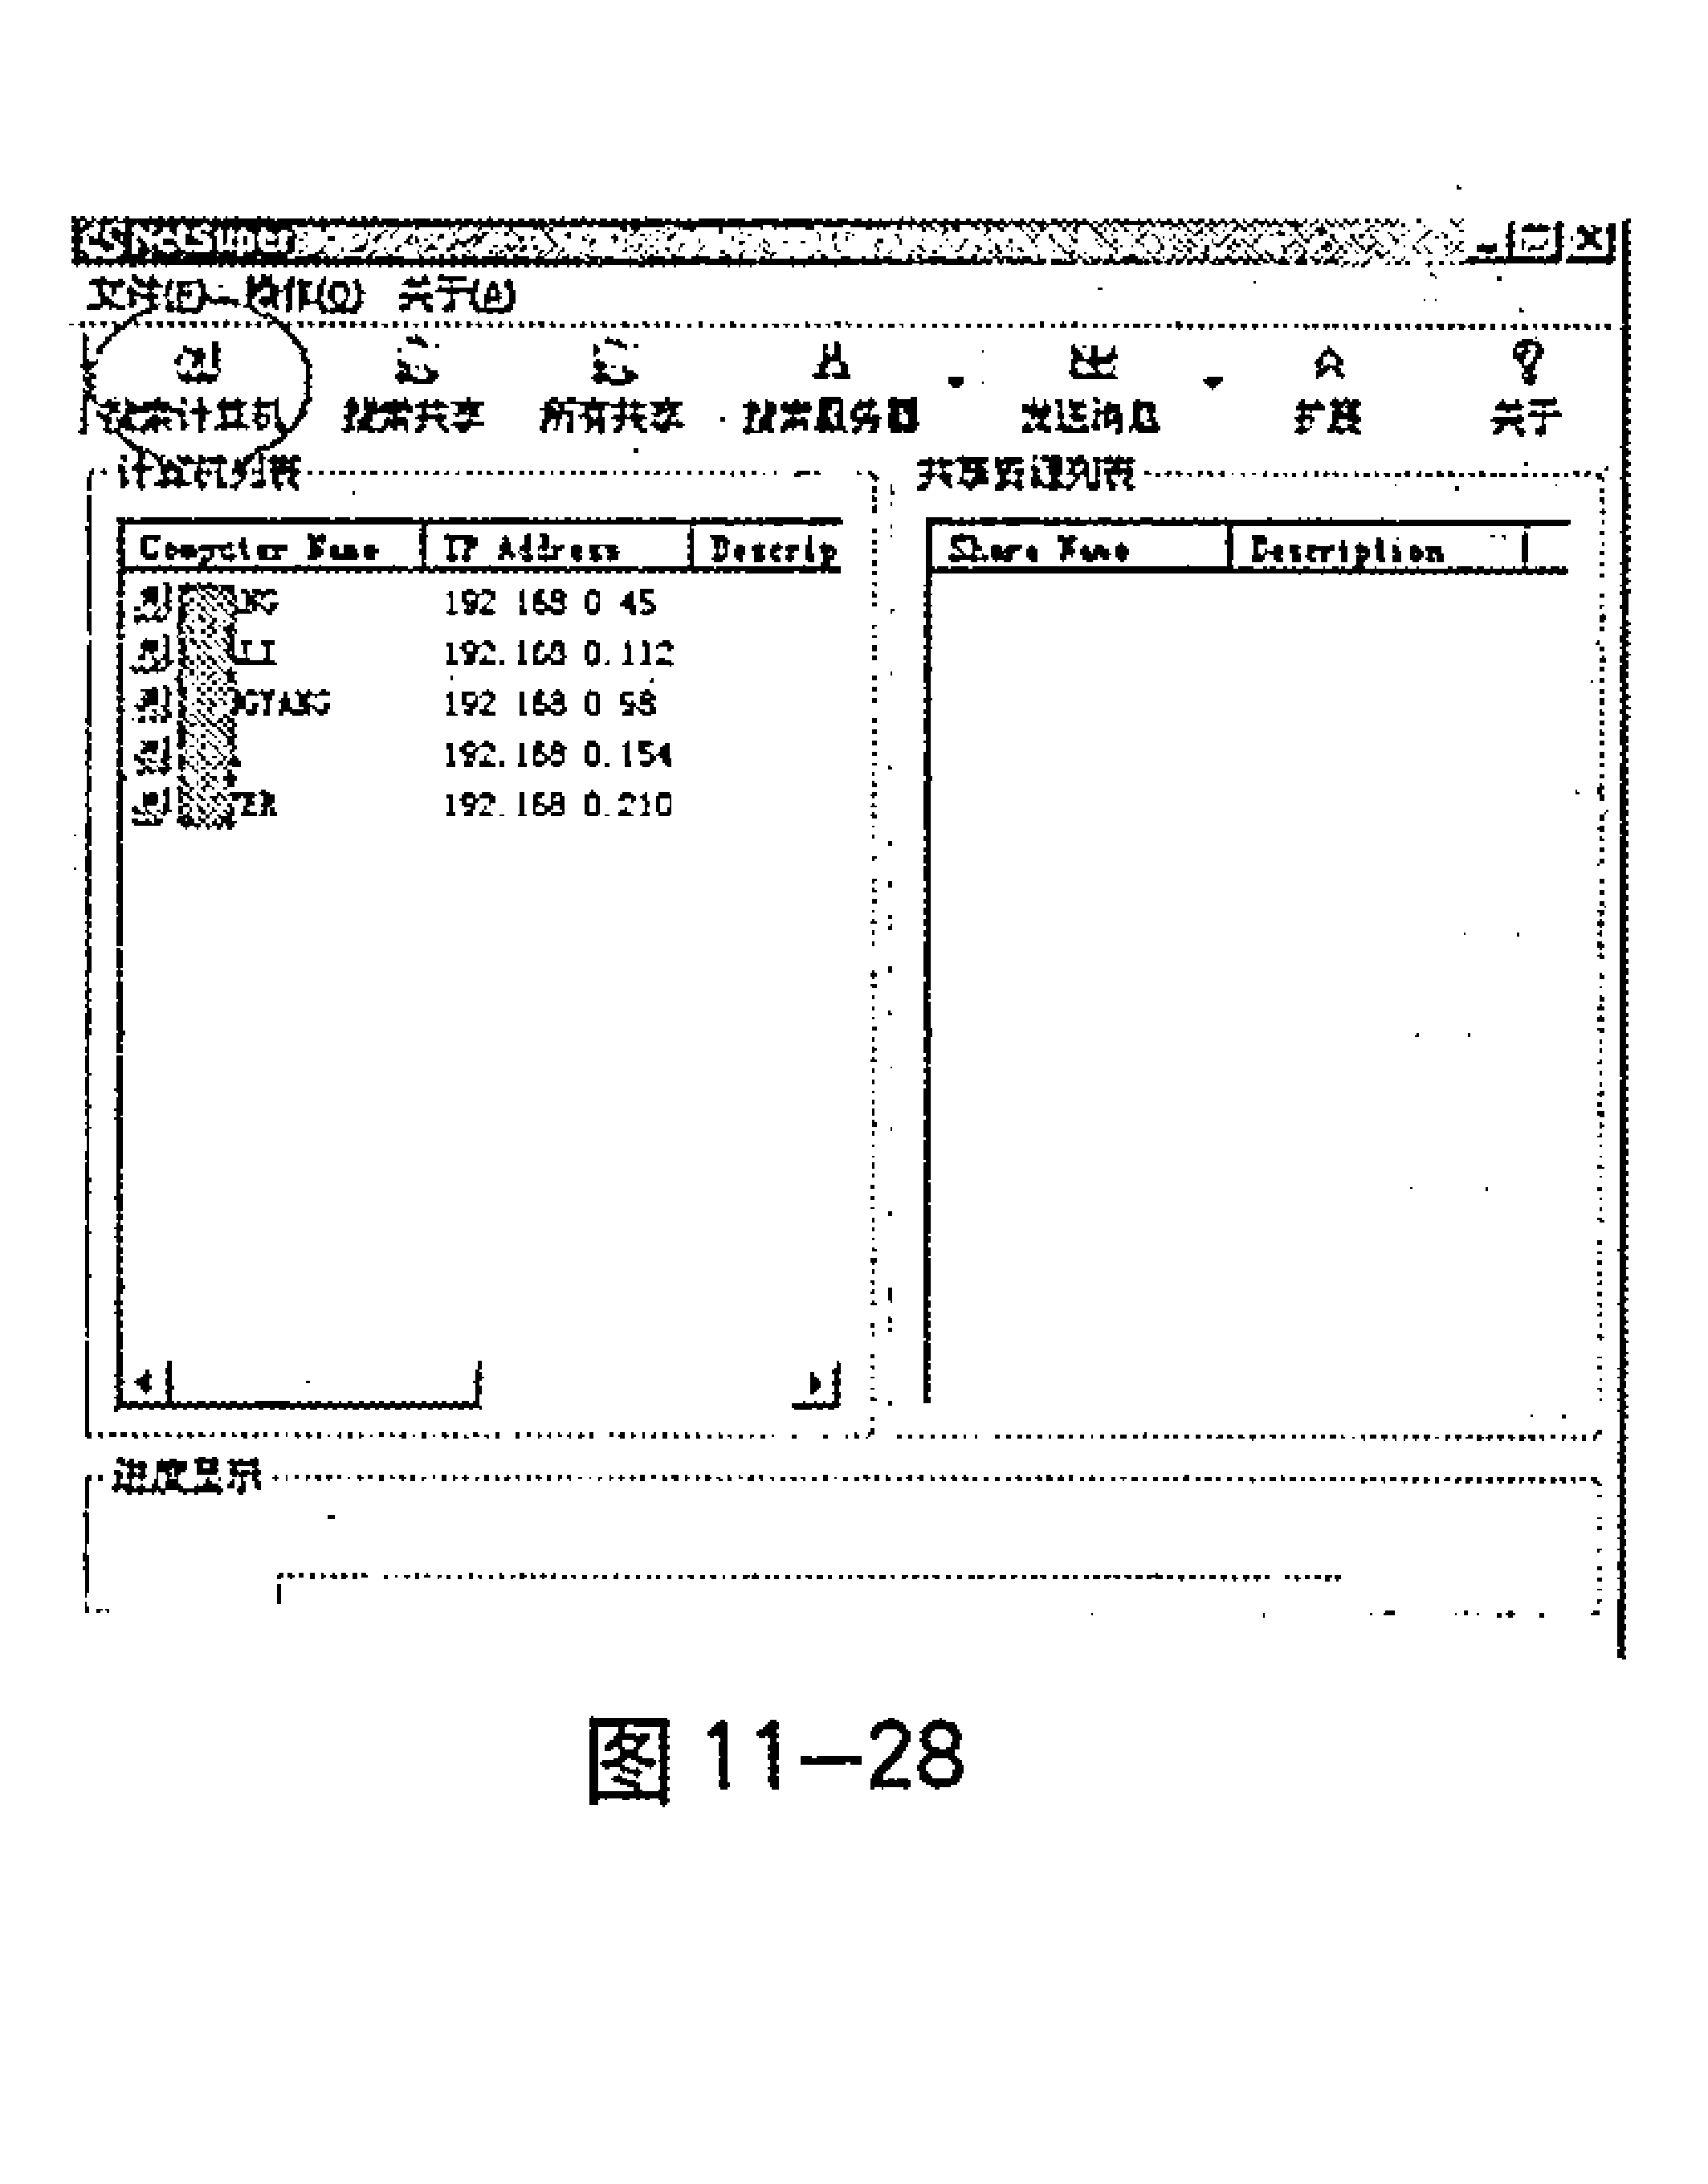 NetSuper
文件(F) 操作(O) 关于(A)
搜索计算机 搜索共享 所有共享 搜索服务器 发送消息 扩展 关于
计算机列表 共享资源列表
Computer Name IP Address Descrip Share Name Description
NG 192.168.0.45
LI 192.168.0.112
GYANG 192.168.0.98
192.168.0.154
ER 192.168.0.210
进度显示
图 11-28